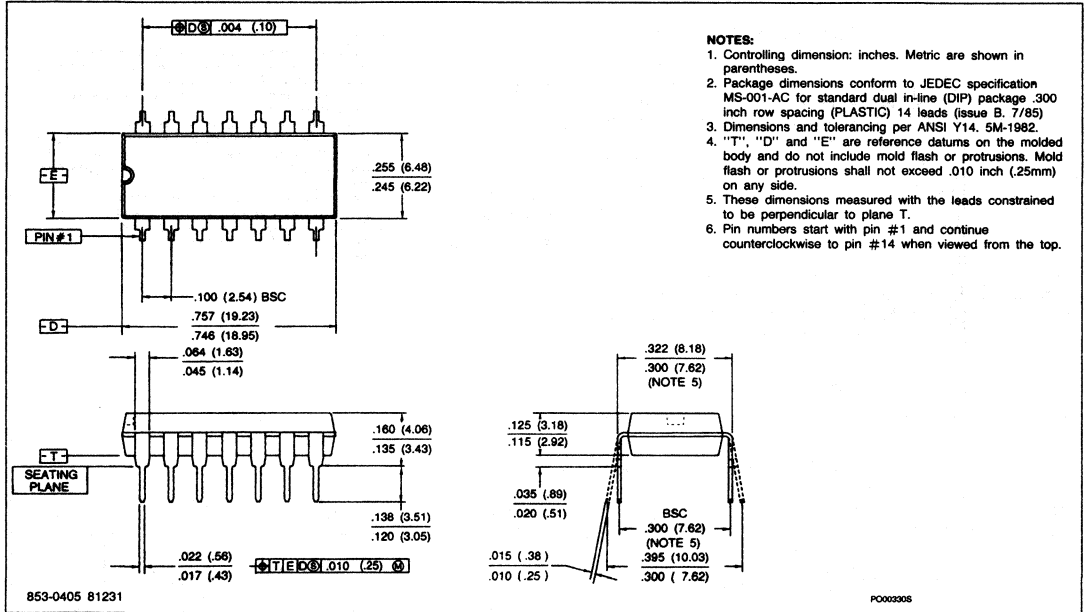 ⌖ D Ⓢ .004 (.10)
- E -
.255 (6.48)
.245 (6.22)
PIN # 1
.100 (2.54) BSC
- D -
.757 (19.23)
.746 (18.95)
.064 (1.63)
.045 (1.14)
.160 (4.06)
.135 (3.43)
- T -
SEATING
PLANE
.138 (3.51)
.120 (3.05)
.022 (.56)
.017 (.43)
⌖ T E D Ⓢ .010 (.25) Ⓜ
853-0405 81231
NOTES:
1. Controlling dimension: inches. Metric are shown in
parentheses.
2. Package dimensions conform to JEDEC specification
MS-001-AC for standard dual in-line (DIP) package .300
inch row spacing (PLASTIC) 14 leads (issue B. 7/85)
3. Dimensions and tolerancing per ANSI Y14. 5M-1982.
4. "T", "D" and "E" are reference datums on the molded
body and do not include mold flash or protrusions. Mold
flash or protrusions shall not exceed .010 inch (.25mm)
on any side.
5. These dimensions measured with the leads constrained
to be perpendicular to plane T.
6. Pin numbers start with pin #1 and continue
counterclockwise to pin #14 when viewed from the top.
.322 (8.18)
.300 (7.62)
(NOTE 5)
.125 (3.18)
.115 (2.92)
.035 (.89)
.020 (.51)
BSC
.300 (7.62)
(NOTE 5)
.015 ( .38 )
.010 ( .25 )
.395 (10.03)
.300 ( 7.62)
PO00330S